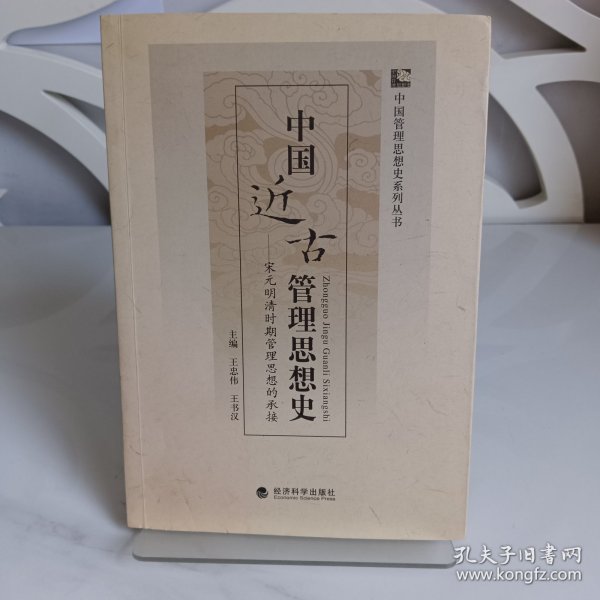 中国管理思想史系列丛书
中国近古管理思想史
Zhongguo Jingu Guanli Sixiangshi
宋元明清时期管理思想的承接
主编 王忠伟 王书汉
经济科学出版社
Economic Science Press
孔夫子旧书网
www.kongfz.com